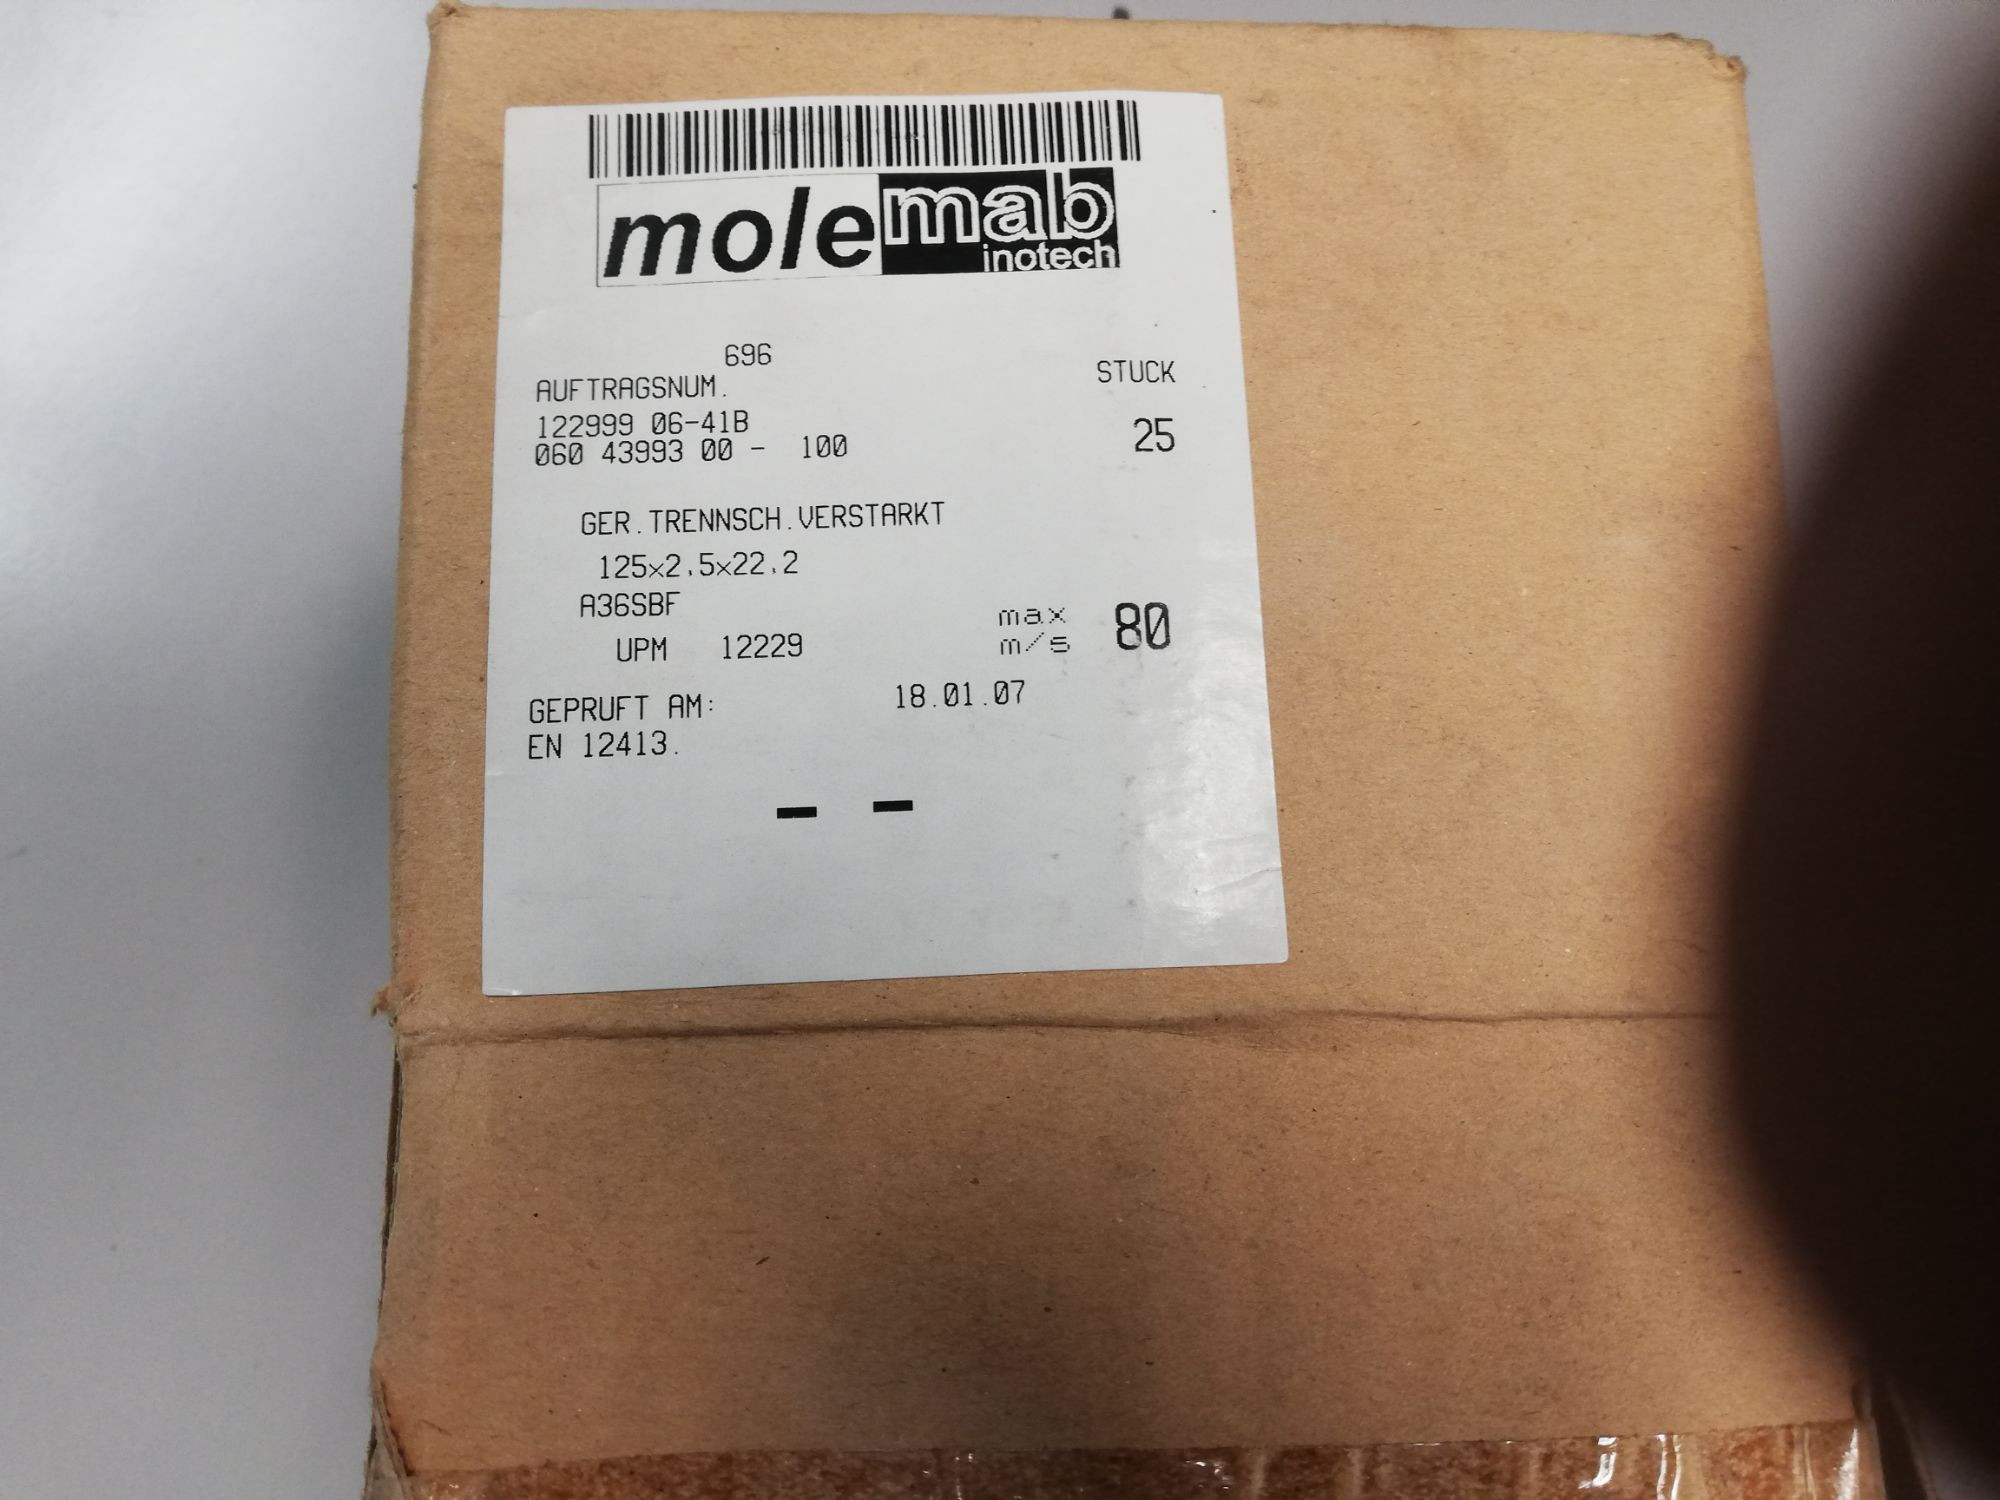 molemab
inotech
696
AUFTRAGSNUM.
STUCK
122999 06-41B
060 43993 00 - 100
25
GER.TRENNSCH.VERSTARKT
125x2.5x22.2
A36SBF
UPM 12229
max
m/s
80
GEPRUFT AM: 18.01.07
EN 12413.